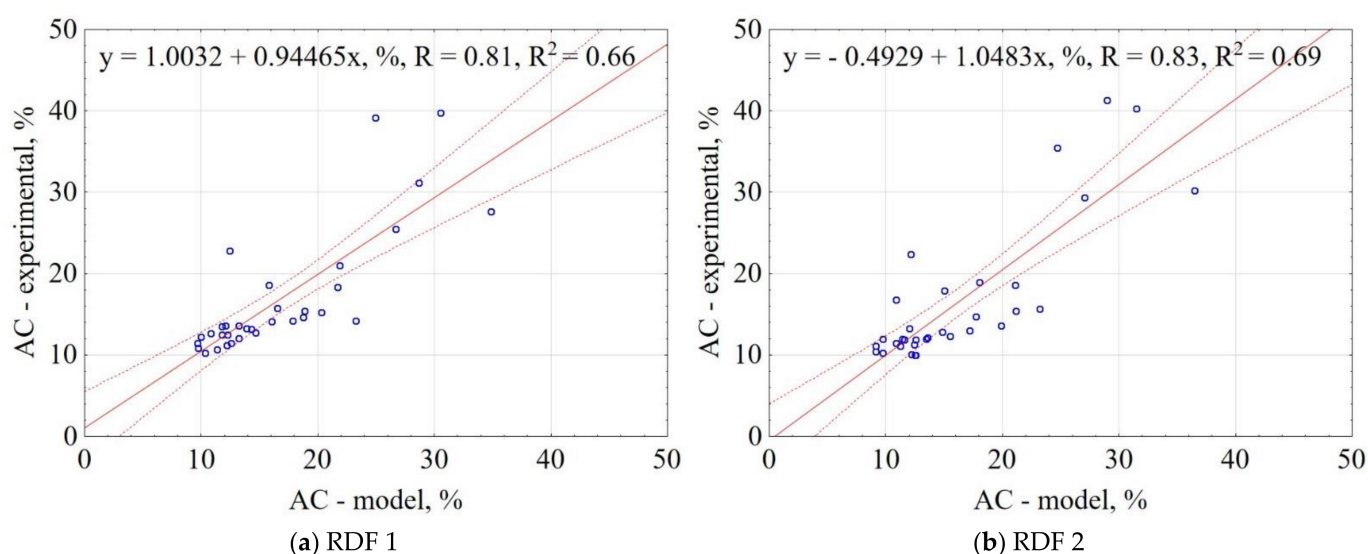 y = 1.0032 + 0.94465x, %, R = 0.81, R² = 0.66
50
40
30
20
10
0
AC - experimental, %
0 10 20 30 40 50
AC - model, %
(a) RDF 1
y = - 0.4929 + 1.0483x, %, R = 0.83, R² = 0.69
50
40
30
20
10
0
AC - experimental, %
0 10 20 30 40 50
AC - model, %
(b) RDF 2